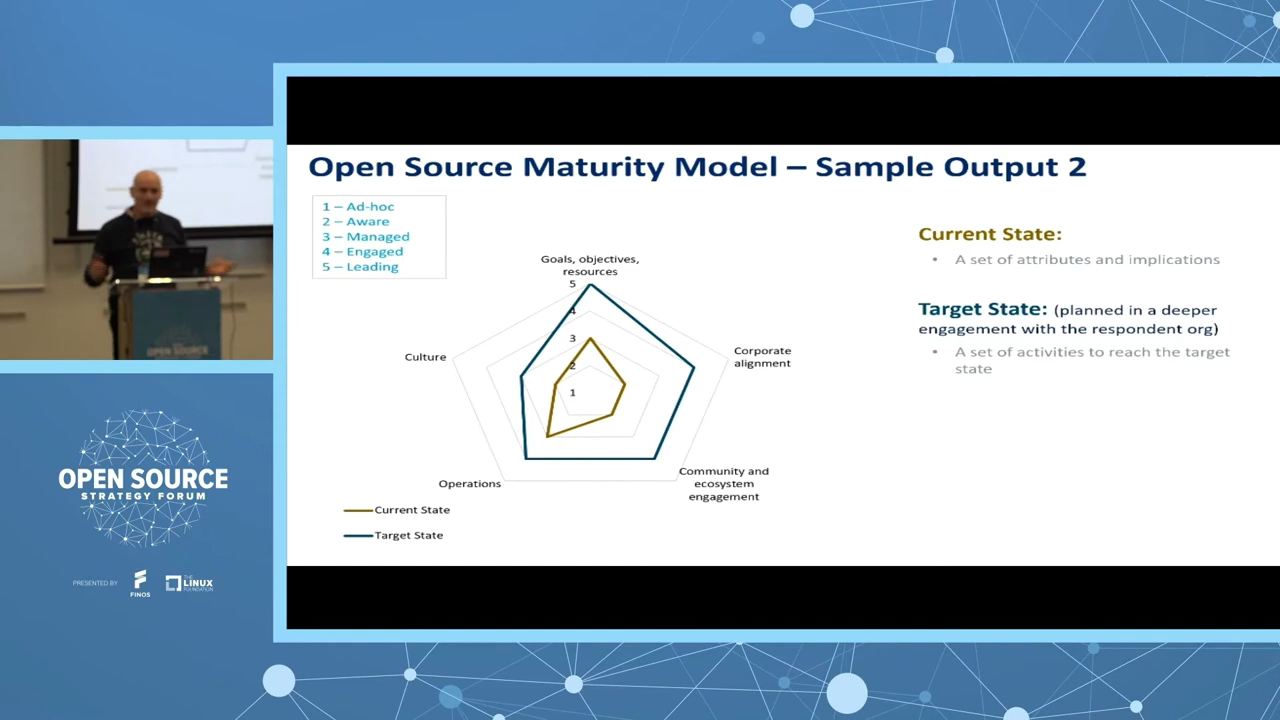 Open Source Maturity Model – Sample Output 2
1 – Ad-hoc
2 – Aware
3 – Managed
4 – Engaged
5 – Leading
Goals, objectives,
resources
5
4
3
2
1
Culture
Corporate
alignment
Operations
Community and
ecosystem
engagement
Current State
Target State
Current State:
• A set of attributes and implications
Target State: (planned in a deeper
engagement with the respondent org)
• A set of activities to reach the target
state
OPEN SOURCE
OPEN SOURCE
STRATEGY FORUM
PRESENTED BY
FINOS
THE
LINUX
FOUNDATION